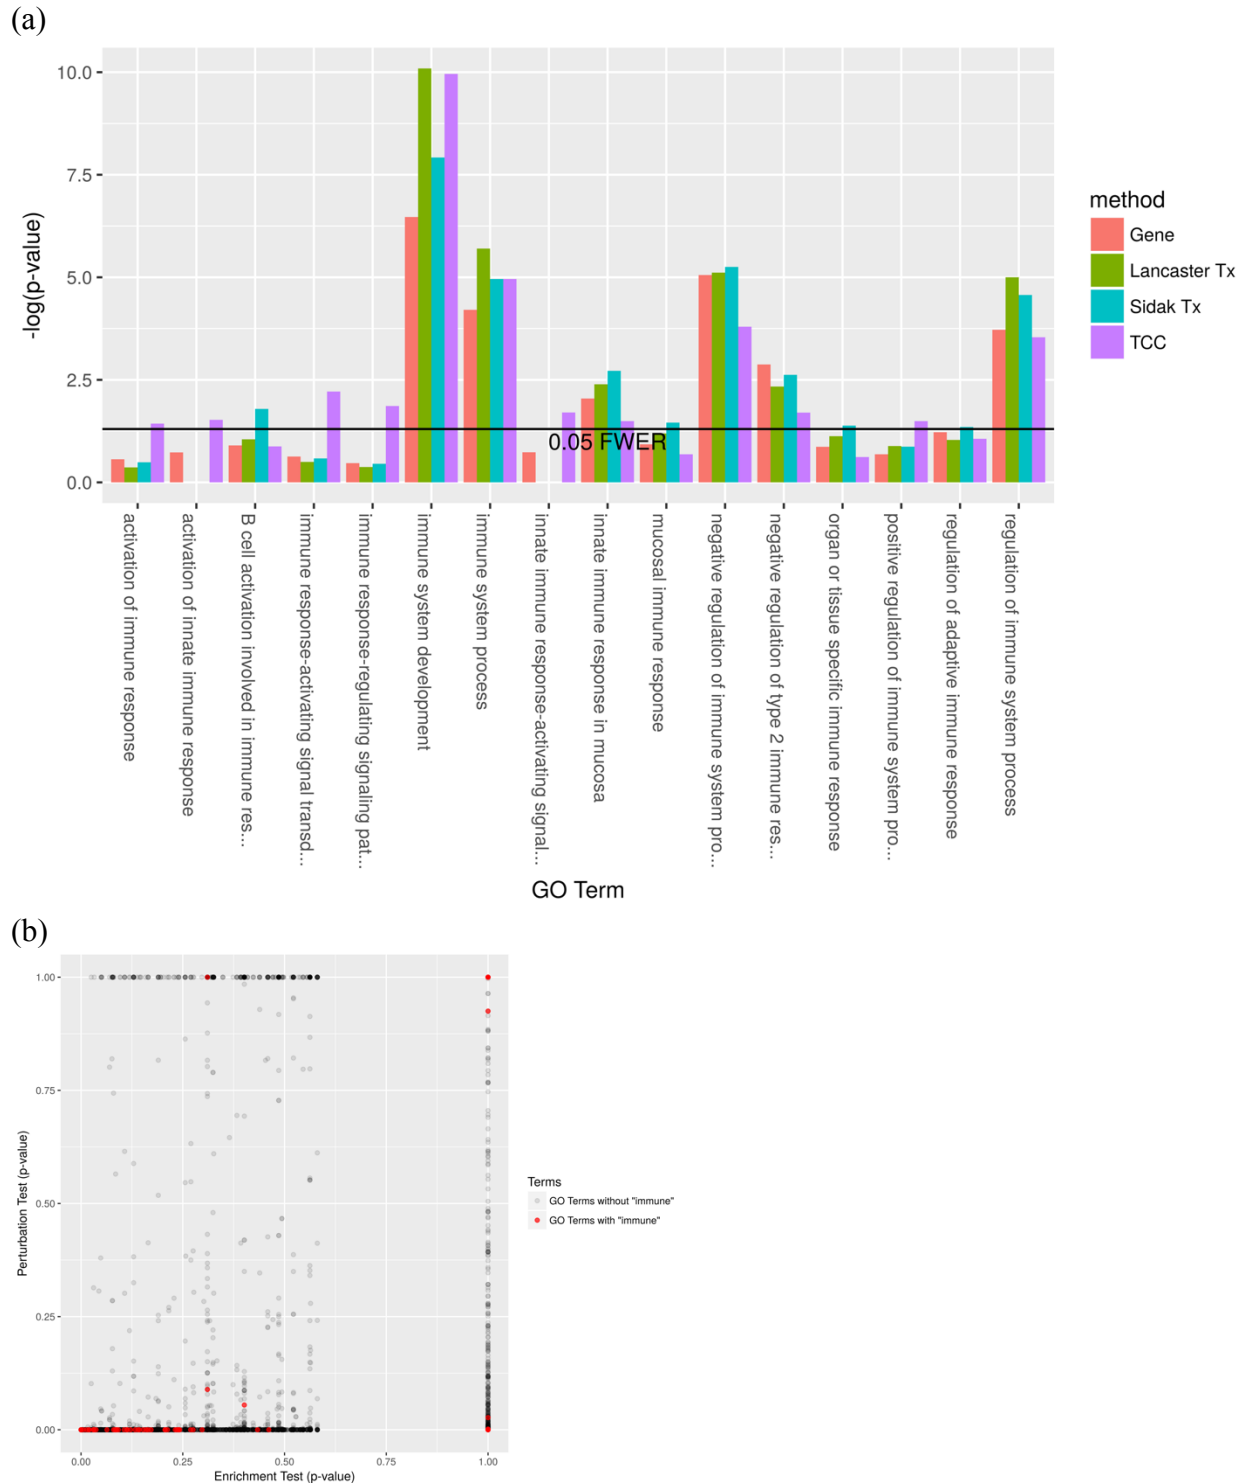 (a)
10.0
7.5
5.0
2.5
0.0
-log(p-value)
0.05 FWER
activation of immune response
activation of innate immune response
B cell activation involved in immune res...
immune response-activating signal transd...
immune response-regulating signaling pat...
immune system development
immune system process
innate immune response-activating signal...
innate immune response in mucosa
mucosal immune response
negative regulation of immune system pro...
negative regulation of type 2 immune res...
organ or tissue specific immune response
positive regulation of immune system pro...
regulation of adaptive immune response
regulation of immune system process
GO Term
method
Gene
Lancaster Tx
Sidak Tx
TCC
(b)
1.00
0.75
0.50
0.25
0.00
Perturbation Test (p-value)
0.00 0.25 0.50 0.75 1.00
Enrichment Test (p-value)
Terms
GO Terms without "immune"
GO Terms with "immune"